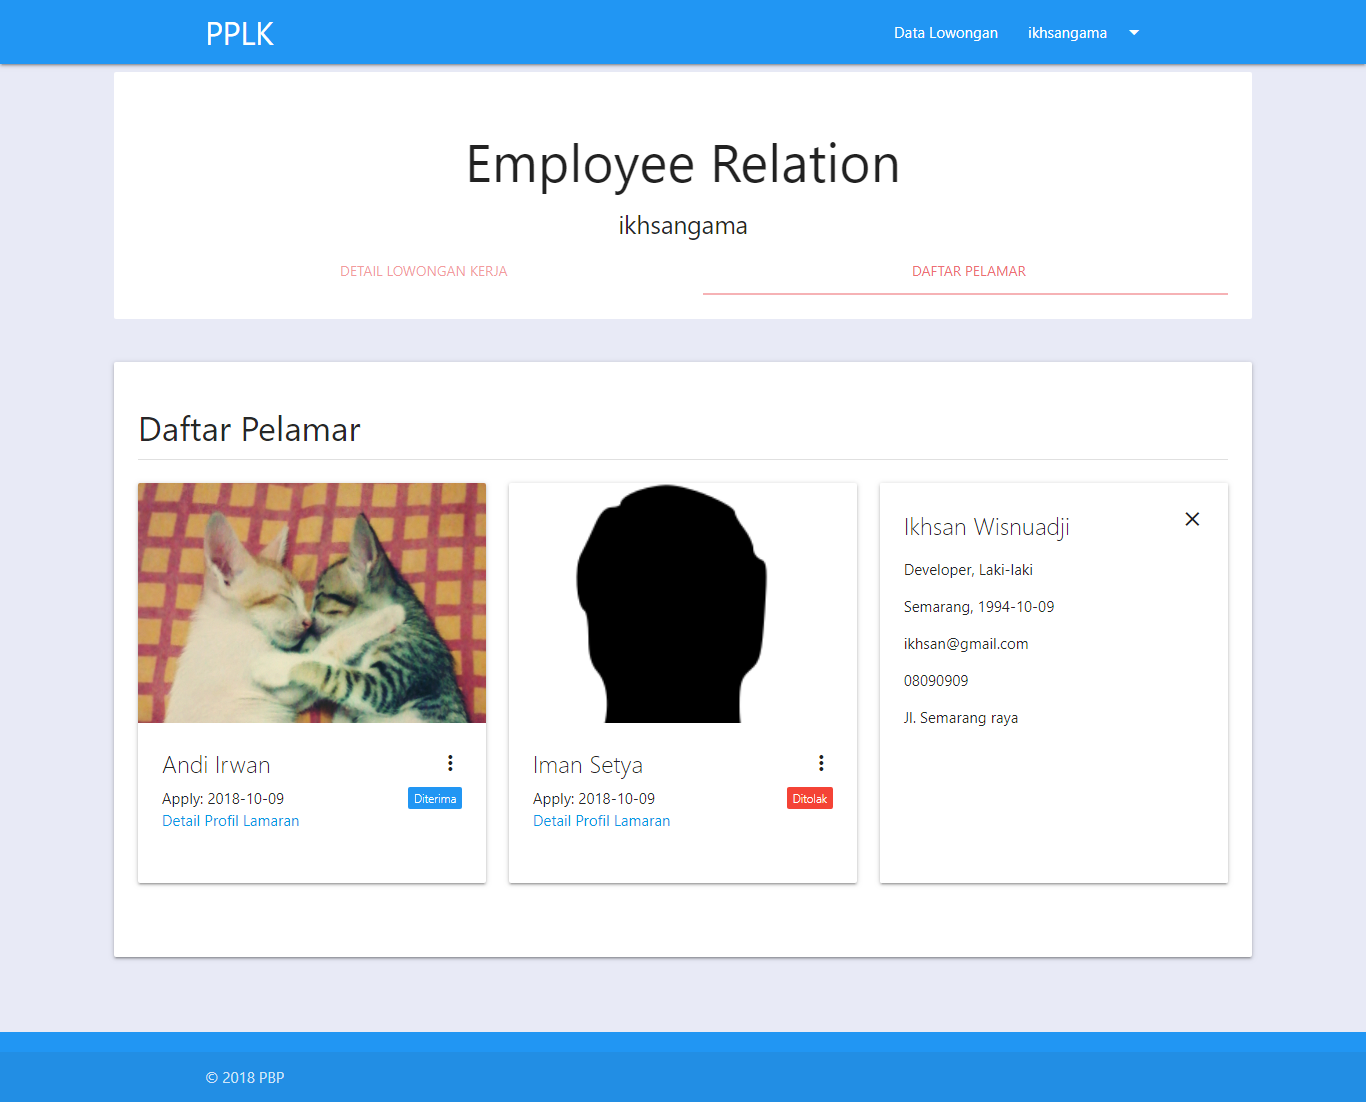 PPLK
Data Lowongan
ikhsangama
Employee Relation
ikhsangama
DETAIL LOWONGAN KERJA
DAFTAR PELAMAR
Daftar Pelamar
Andi Irwan
Apply: 2018-10-09
Diterima
Detail Profil Lamaran
Iman Setya
Apply: 2018-10-09
Ditolak
Detail Profil Lamaran
Ikhsan Wisnuadji
Developer, Laki-laki
Semarang, 1994-10-09
ikhsan@gmail.com
08090909
Jl. Semarang raya
© 2018 PBP